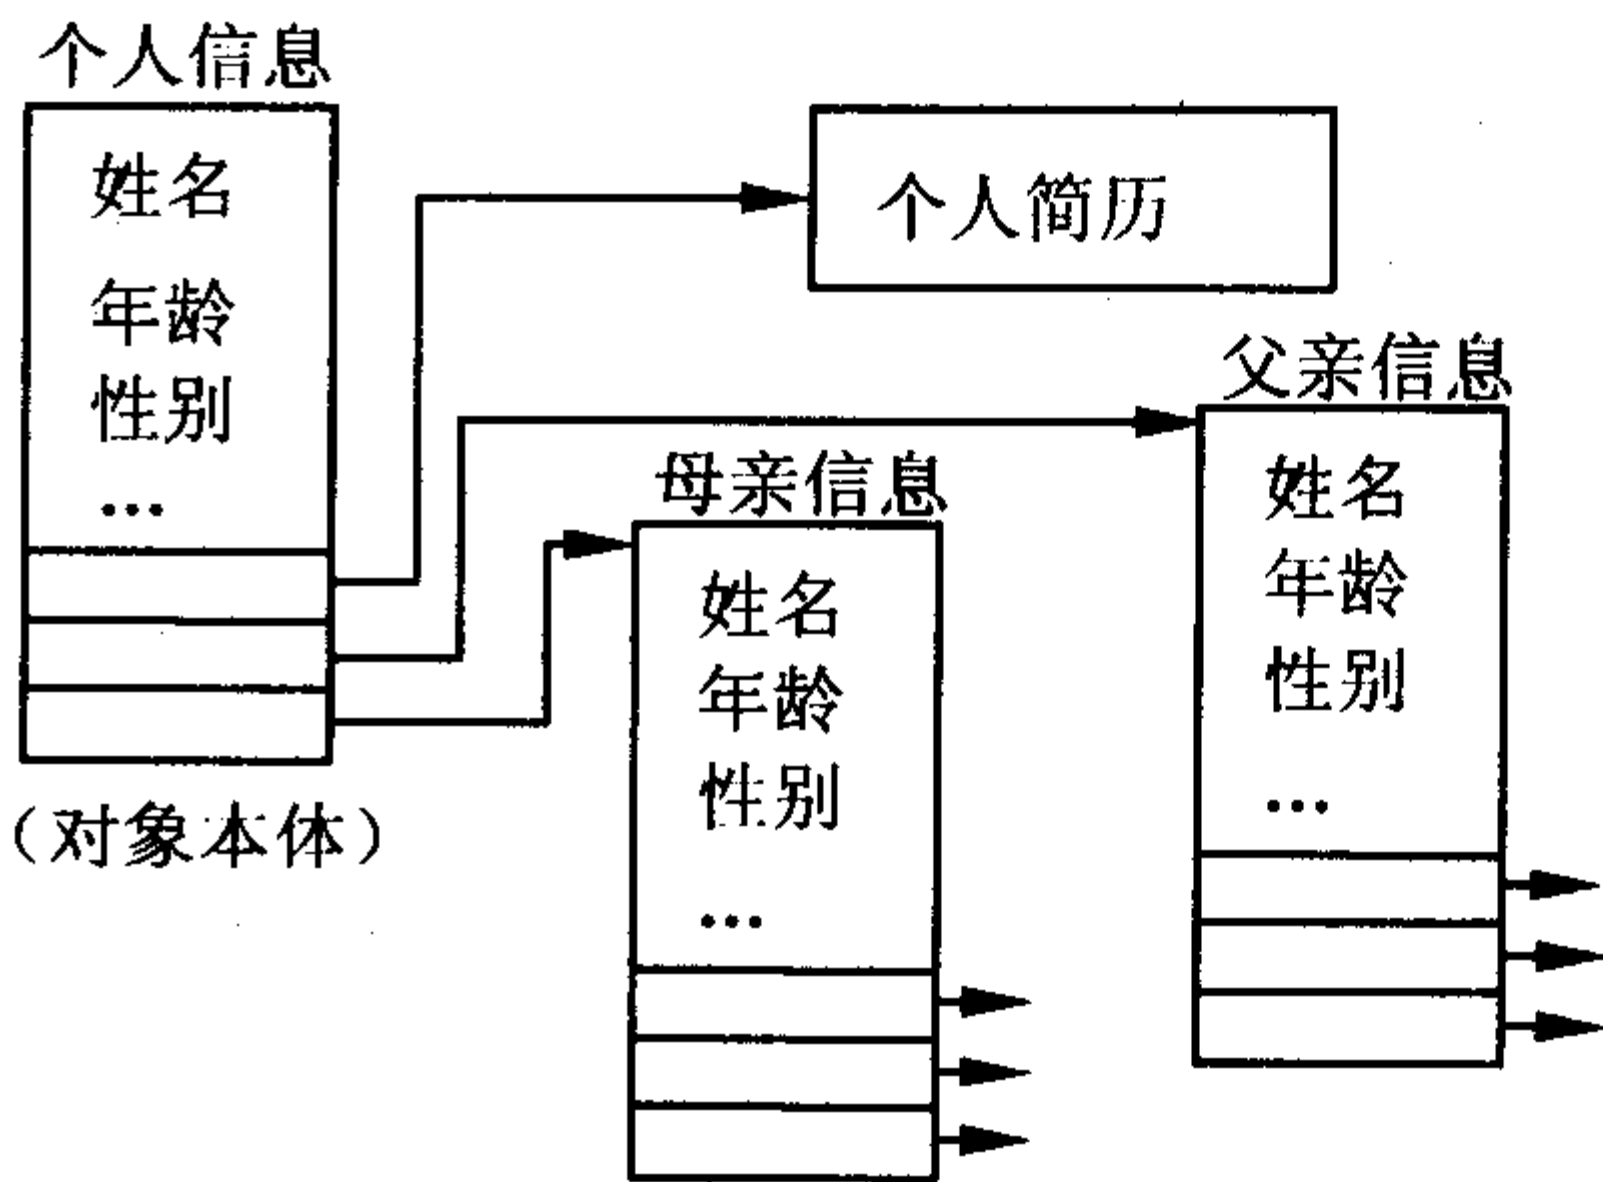 个人信息
姓名
年龄
性别
...
(对象本体)
个人简历
母亲信息
姓名
年龄
性别
...
父亲信息
姓名
年龄
性别
...